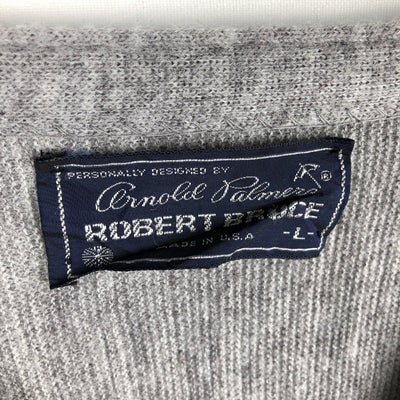 PERSONALLY DESIGNED BY
Arnold Palmer
R ®
ROBERT BRUCE
MADE IN U.S.A
-L-